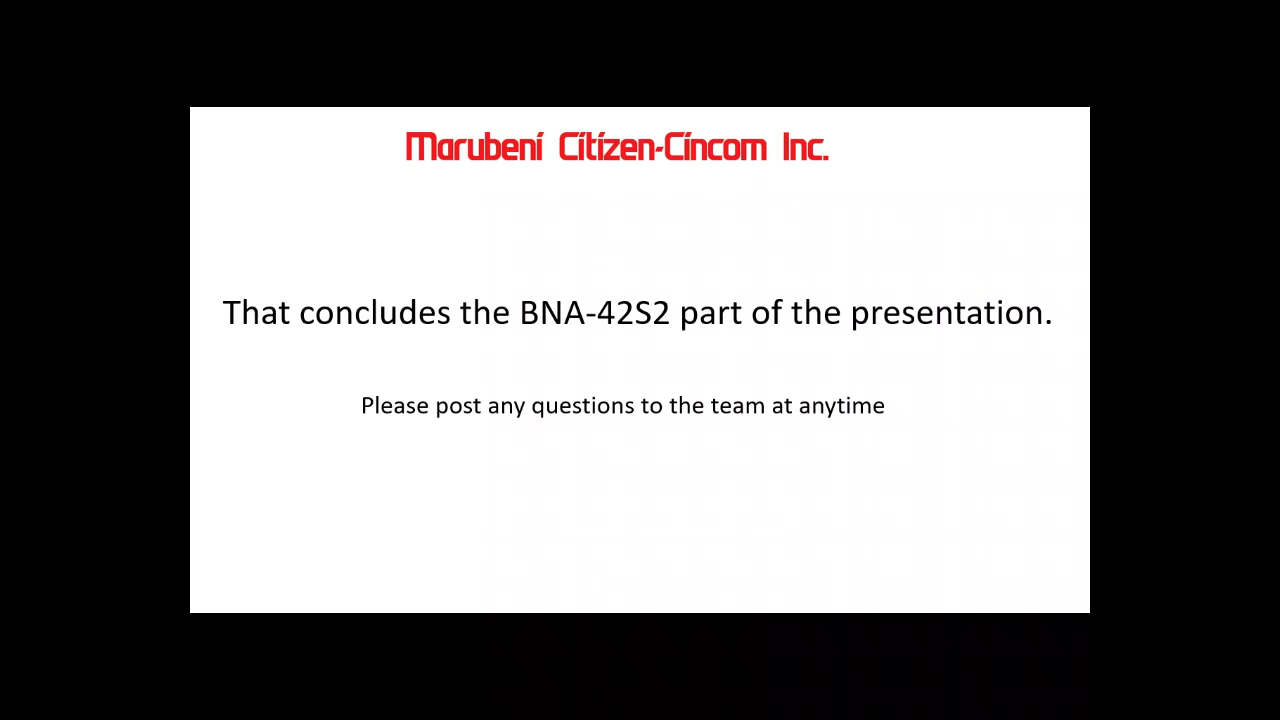 Marubeni Citizen-Cincom Inc.
That concludes the BNA-42S2 part of the presentation.
Please post any questions to the team at anytime